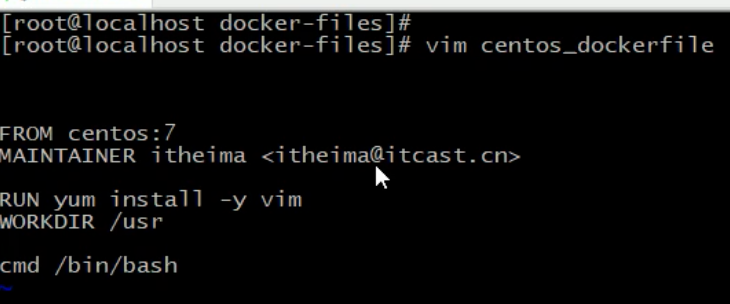 [root@localhost docker-files]#
[root@localhost docker-files]# vim centos_dockerfile
FROM centos:7
MAINTAINER itheima <itheima@itcast.cn>
RUN yum install -y vim
WORKDIR /usr
cmd /bin/bash
~